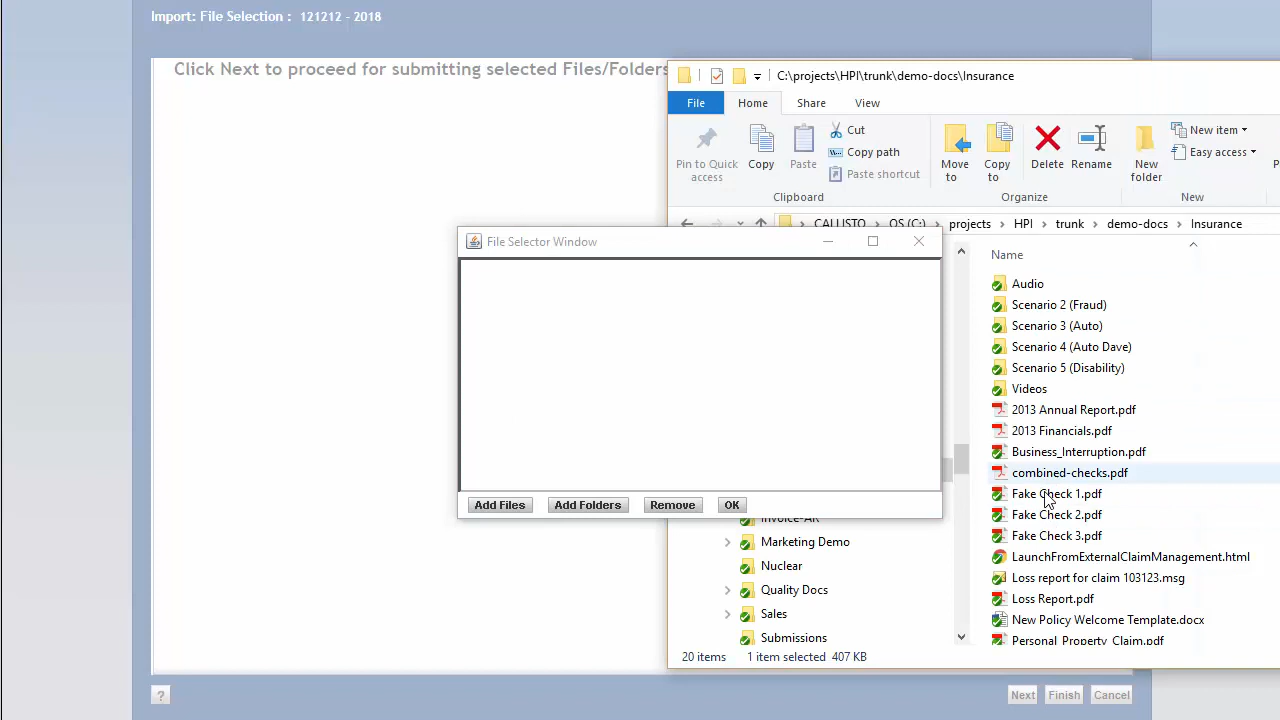 Import: File Selection :  121212 - 2018
Click Next to proceed for submitting selected Files/Folders
C:\projects\HPI\trunk\demo-docs\Insurance
File Home Share View
Pin to Quick access
Copy
Paste
Cut
Copy path
Paste shortcut
Move to
Copy to
Delete
Rename
New folder
New item
Easy access
Clipboard
Organize
New
CALLISTO > OS (C:) > projects > HPI > trunk > demo-docs > Insurance
File Selector Window
Add Files Add Folders Remove OK
Name
Audio
Scenario 2 (Fraud)
Scenario 3 (Auto)
Scenario 4 (Auto Dave)
Scenario 5 (Disability)
Videos
2013 Annual Report.pdf
2013 Financials.pdf
Business_Interruption.pdf
combined-checks.pdf
Fake Check 1.pdf
Fake Check 2.pdf
Fake Check 3.pdf
LaunchFromExternalClaimManagement.html
Loss report for claim 103123.msg
Loss Report.pdf
New Policy Welcome Template.docx
Personal_Property_Claim.pdf
Invoice-AR
Marketing Demo
Nuclear
Quality Docs
Sales
Submissions
20 items 1 item selected 407 KB
? Next Finish Cancel